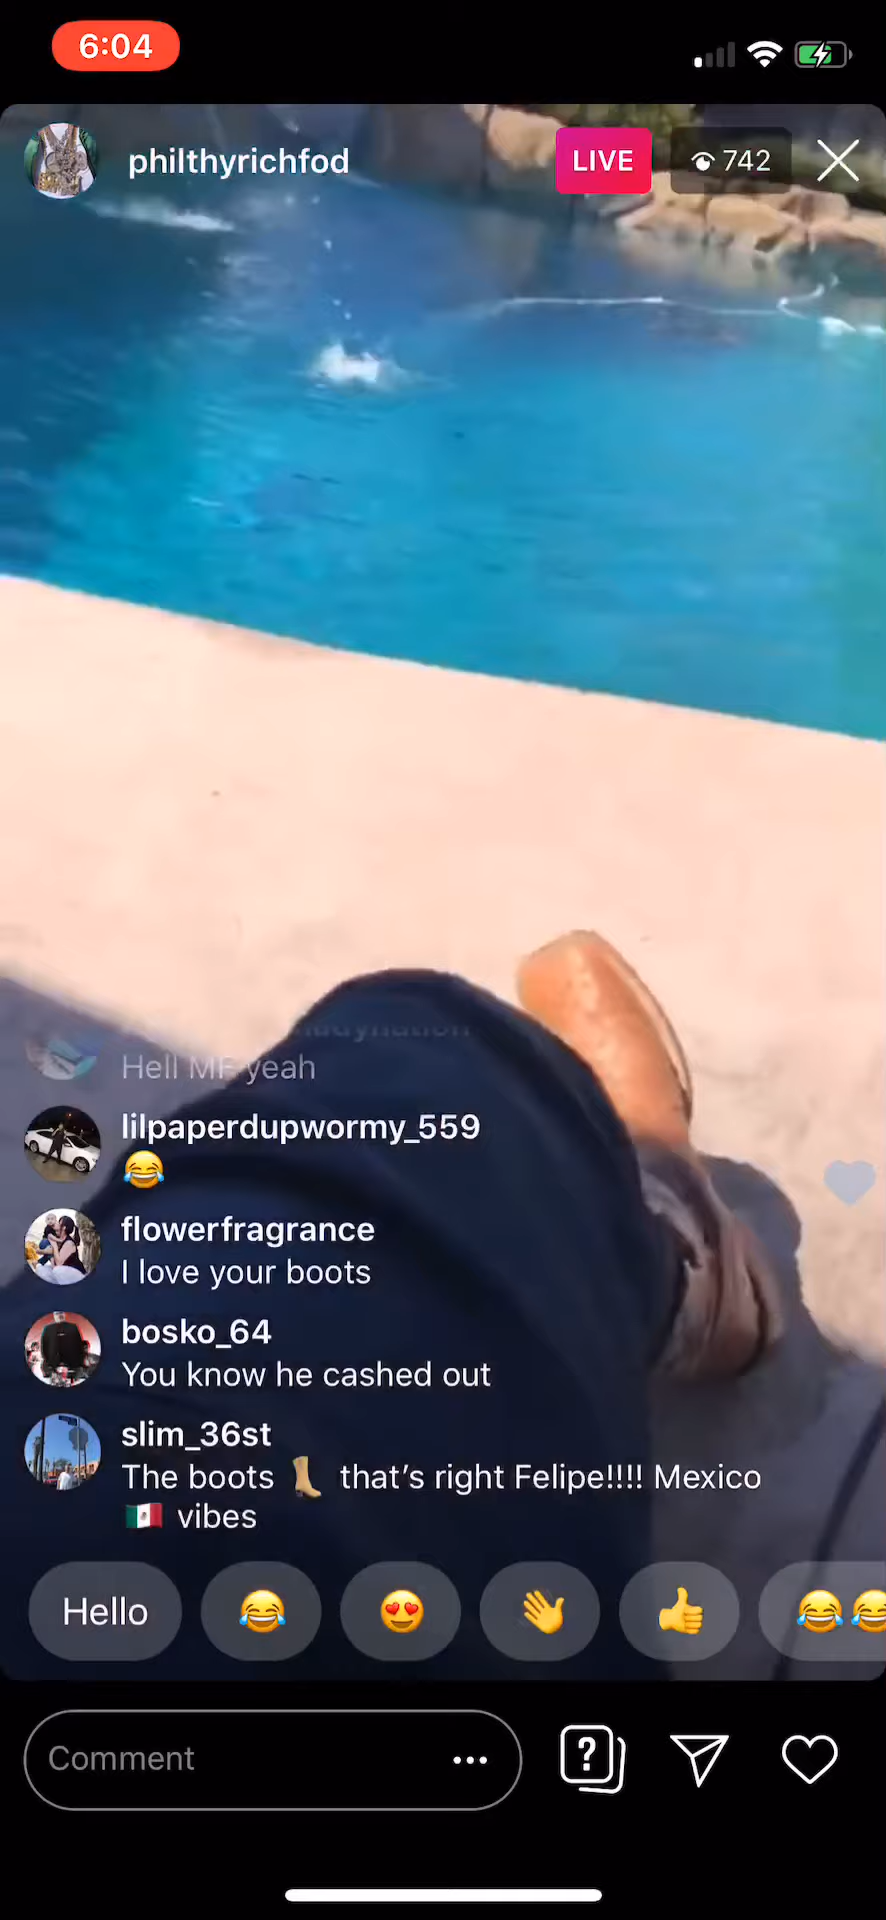 6:04
philthyrichfod
LIVE
742
Hell MF yeah
lilpaperdupwormy_559
😂
flowerfragrance
I love your boots
bosko_64
You know he cashed out
slim_36st
The boots 👢 that's right Felipe!!!! Mexico
🇲🇽 vibes
Hello 😂 😍 👋 👍 😂😂
Comment
?